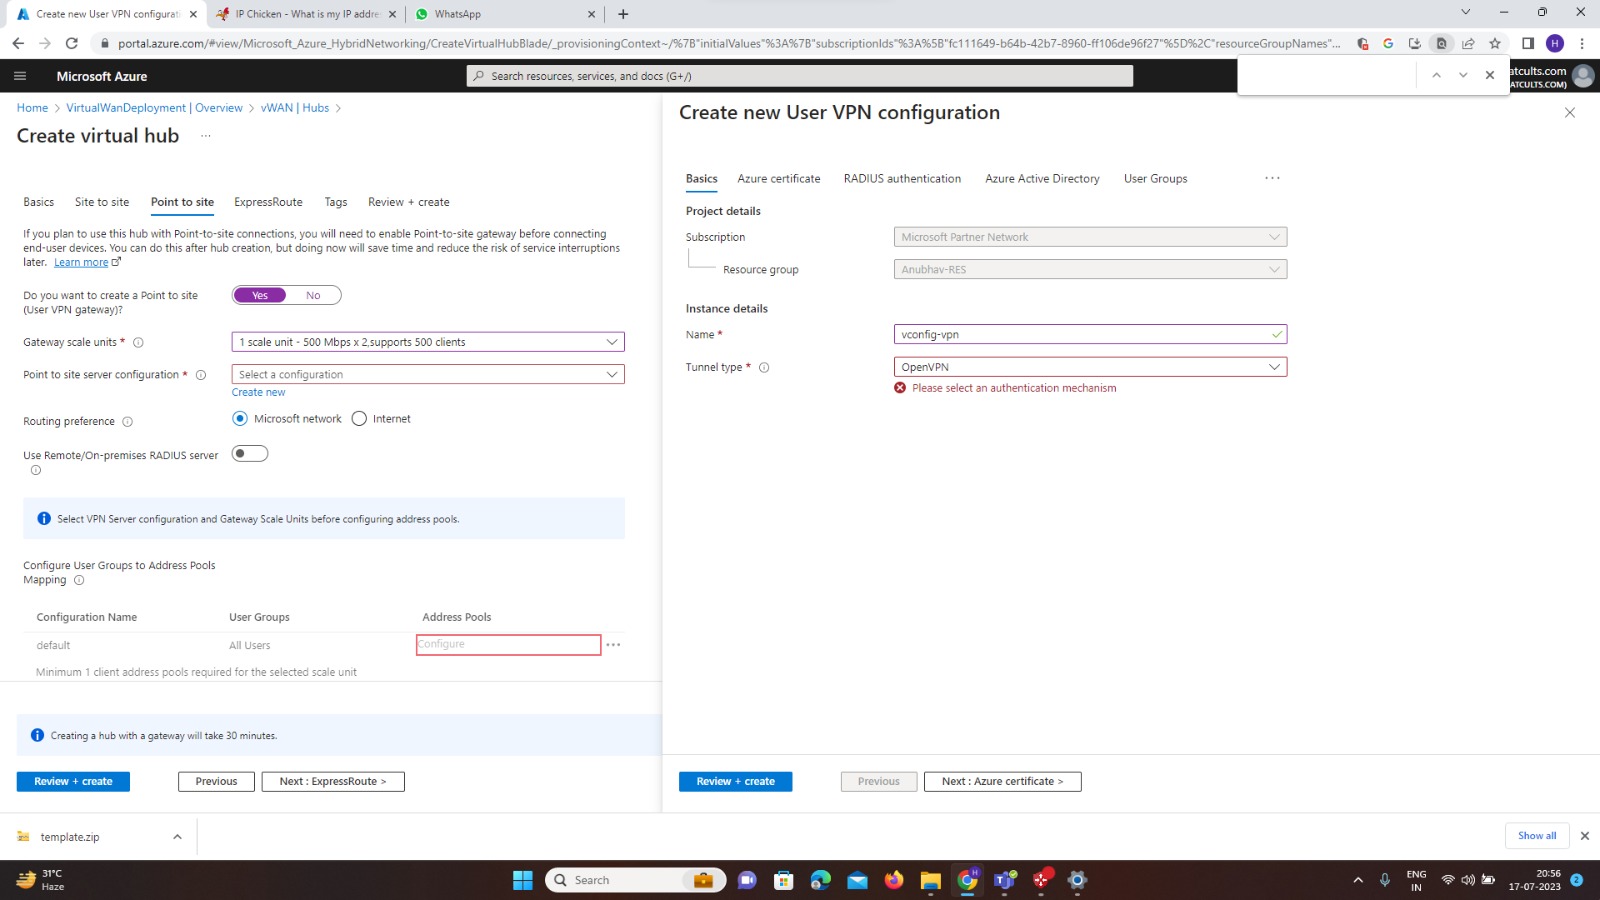 Create new User VPN configurati
IP Chicken - What is my IP addre
WhatsApp
portal.azure.com/#view/Microsoft_Azure_HybridNetworking/CreateVirtualHubBlade/_provisioningContext~/%7B"initialValues"%3A%7B"subscriptionIds"%3A%5B"fc111649-b64b-42b7-8960-ff106de96f27"%5D%2C"resourceGroupNames"...
H
Microsoft Azure
Search resources, services, and docs (G+/)
atcults.com
ATCULTS.COM)
Home > VirtualWanDeployment | Overview > vWAN | Hubs >
Create virtual hub ...
Basics
Site to site
Point to site
ExpressRoute
Tags
Review + create
If you plan to use this hub with Point-to-site connections, you will need to enable Point-to-site gateway before connecting
end-user devices. You can do this after hub creation, but doing now will save time and reduce the risk of service interruptions
later. Learn more
Do you want to create a Point to site
(User VPN gateway)?
Yes
No
Gateway scale units *
1 scale unit - 500 Mbps x 2,supports 500 clients
Point to site server configuration *
Select a configuration
Create new
Routing preference
Microsoft network
Internet
Use Remote/On-premises RADIUS server
Select VPN Server configuration and Gateway Scale Units before configuring address pools.
Configure User Groups to Address Pools
Mapping
Configuration Name
User Groups
Address Pools
default
All Users
Configure
...
Minimum 1 client address pools required for the selected scale unit
Creating a hub with a gateway will take 30 minutes.
Review + create
Previous
Next : ExpressRoute >
Create new User VPN configuration
Basics
Azure certificate
RADIUS authentication
Azure Active Directory
User Groups
...
Project details
Subscription
Microsoft Partner Network
Resource group
Anubhav-RES
Instance details
Name *
vconfig-vpn
Tunnel type *
OpenVPN
Please select an authentication mechanism
Review + create
Previous
Next : Azure certificate >
template.zip
Show all
31°C
Haze
Search
ENG
IN
20:56
17-07-2023
2